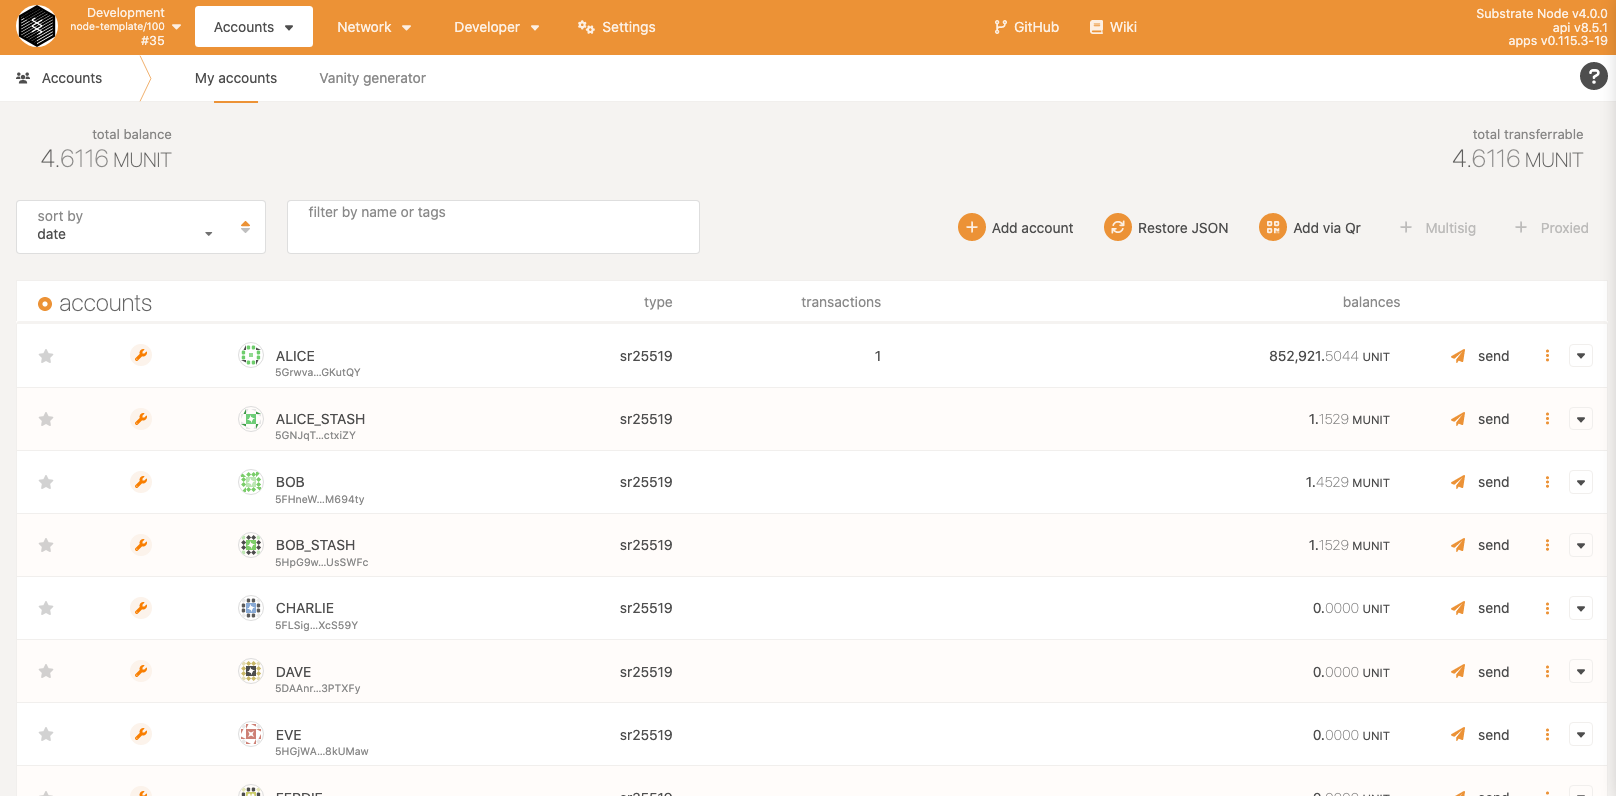 Development
node-template/100
#35
Accounts
Network
Developer
Settings
GitHub
Wiki
Substrate Node v4.0.0
api v8.5.1
apps v0.115.3-19
Accounts
My accounts
Vanity generator
?
total balance
4.6116 MUNIT
total transferrable
4.6116 MUNIT
sort by
date
filter by name or tags
Add account
Restore JSON
Add via Qr
Multisig
Proxied
accounts type transactions balances
ALICE sr25519 1 852,921.5044 UNIT send
5Grwva...GKutQY
ALICE_STASH sr25519 1.1529 MUNIT send
5GNJqT...ctxiZY
BOB sr25519 1.4529 MUNIT send
5FHneW...M694ty
BOB_STASH sr25519 1.1529 MUNIT send
5HpG9w...UsSWFc
CHARLIE sr25519 0.0000 UNIT send
5FLSig...XcS59Y
DAVE sr25519 0.0000 UNIT send
5DAAnr...3PTXFy
EVE sr25519 0.0000 UNIT send
5HGjWA...8kUMaw